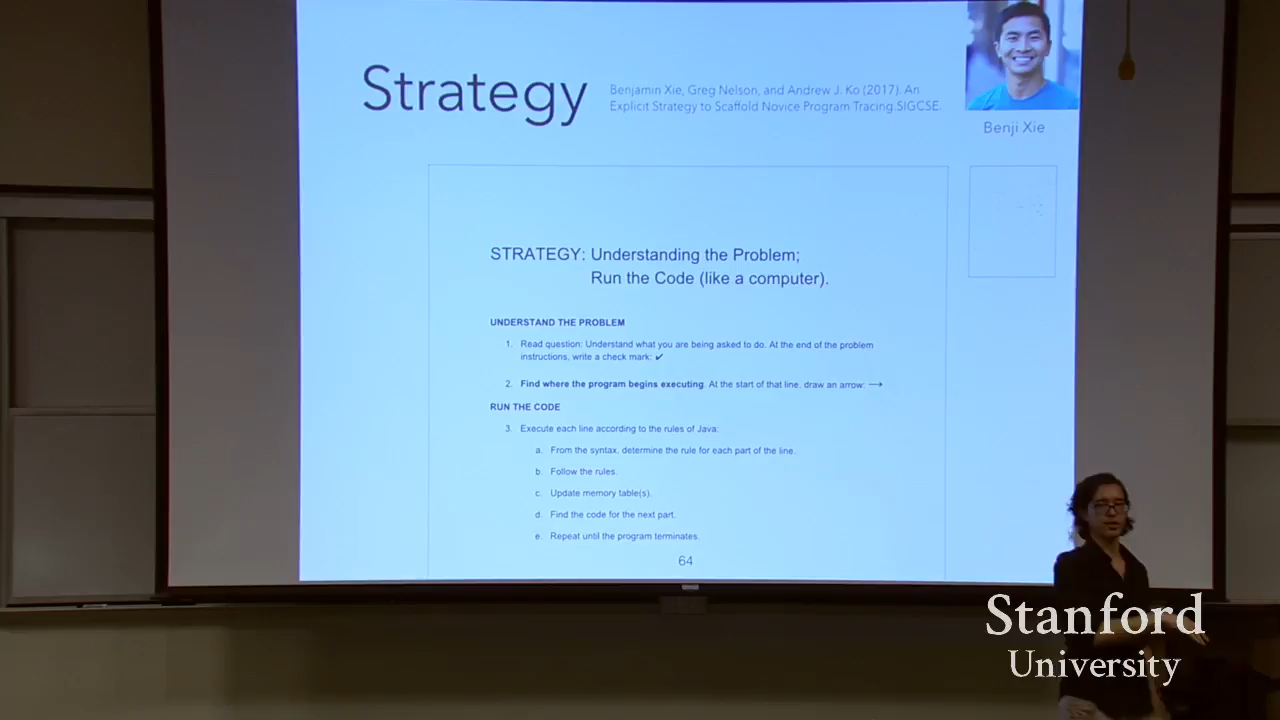 Strategy
Benjamin Xie, Greg Nelson, and Andrew J. Ko (2017). An
Explicit Strategy to Scaffold Novice Program Tracing.SIGCSE.
Benji Xie
STRATEGY: Understanding the Problem;
Run the Code (like a computer).
UNDERSTAND THE PROBLEM
1. Read question: Understand what you are being asked to do. At the end of the problem
instructions, write a check mark: ✔
2. Find where the program begins executing. At the start of that line, draw an arrow: ⟶
RUN THE CODE
3. Execute each line according to the rules of Java:
a. From the syntax, determine the rule for each part of the line.
b. Follow the rules.
c. Update memory table(s).
d. Find the code for the next part.
e. Repeat until the program terminates.
64
Stanford
University